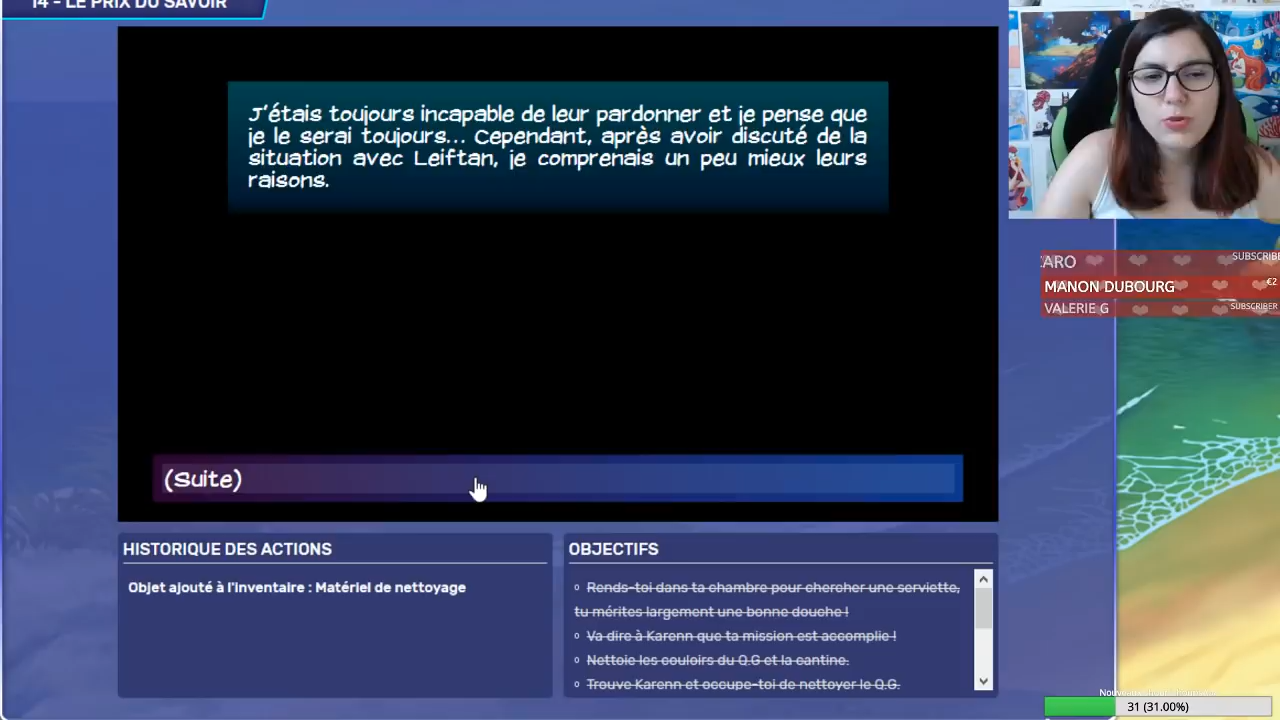 14 - LE PRIX DU SAVOIR
J'étais toujours incapable de leur pardonner et je pense que
je le serai toujours... Cependant, après avoir discuté de la
situation avec Leiftan, je comprenais un peu mieux leurs
raisons.
(Suite)
HISTORIQUE DES ACTIONS
Objet ajouté à l'inventaire : Matériel de nettoyage
OBJECTIFS
Rends-toi dans ta chambre pour chercher une serviette,
tu mérites largement une bonne douche !
Va dire à Karenn que ta mission est accomplie !
Nettoie les couloirs du Q.G et la cantine.
Trouve Karenn et occupe-toi de nettoyer le Q.G.
ARO SUBSCRIBE
MANON DUBOURG €2
VALERIE G SUBSCRIBER
31 (31.00%)